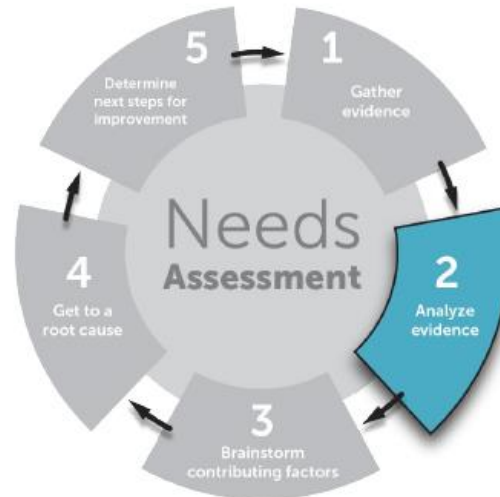 Needs
Assessment
1
Gather
evidence
2
Analyze
evidence
3
Brainstorm
contributing factors
4
Get to a
root cause
5
Determine
next steps for
improvement